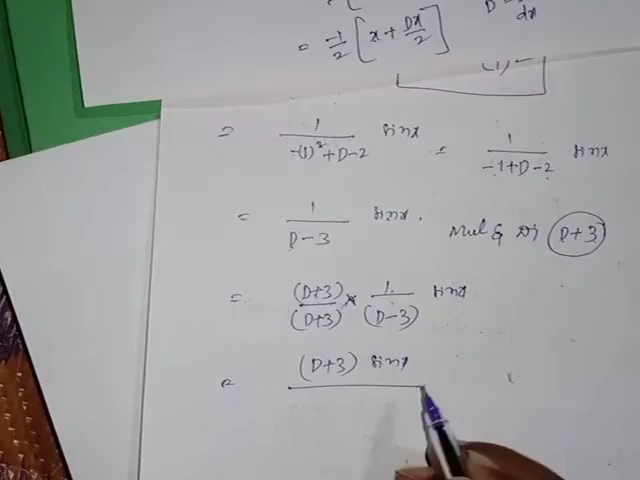 = -1/2 [x + Dx/2]
dx
= 1/(-(1)² + D-2) sinx = 1/(-1+D-2) sinx
= 1/(D-3) sinx. Mul & Di (D+3)
= (D+3)/(D+3) × 1/(D-3) sinx
= (D+3) sinx